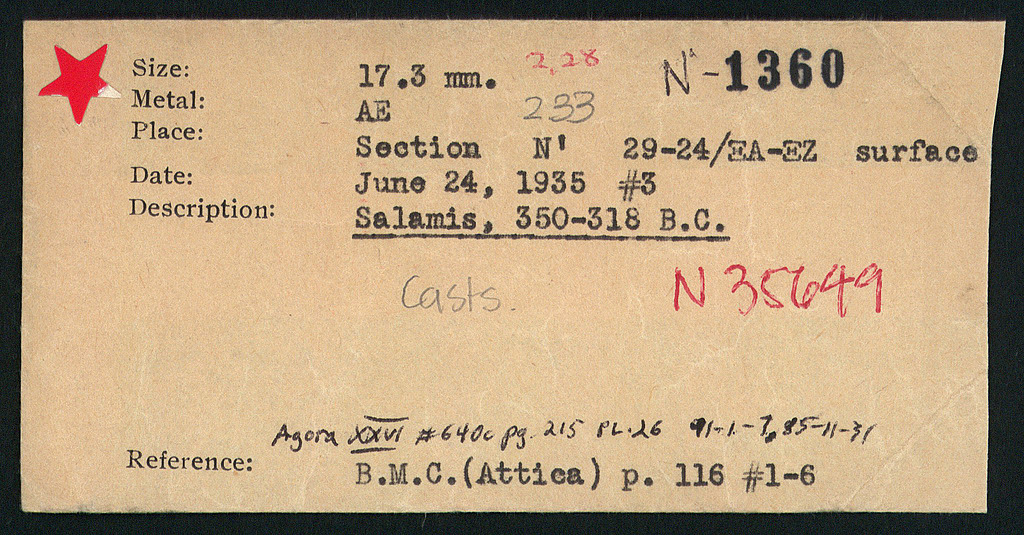 Size: 17.3 mm. 2,28 N'-1360
Metal: AE 233
Place: Section N' 29-24/ΞA-ΞZ surface
Date: June 24, 1935 #3
Description: Salamis, 350-318 B.C.
Casts. N 35649
Agora XXVI #640c pg. 215 PL.26 91-1-7, 85-11-31
Reference: B.M.C.(Attica) p. 116 #1-6